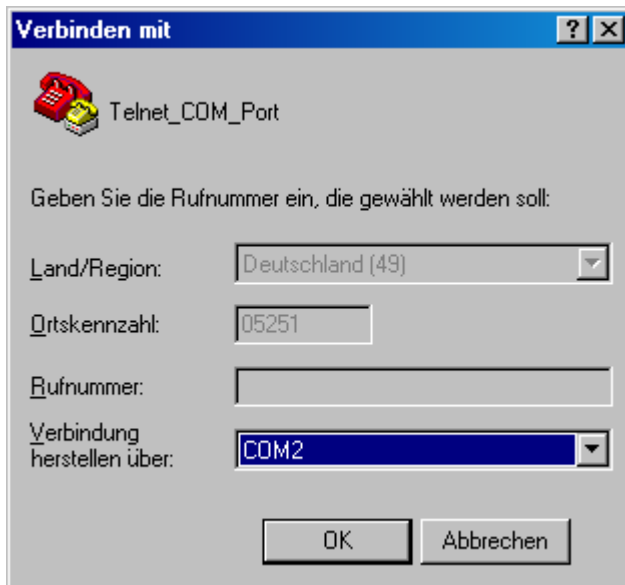 Verbinden mit
Telnet_COM_Port
Geben Sie die Rufnummer ein, die gewählt werden soll:
Land/Region: Deutschland (49)
Ortskennzahl: 05251
Rufnummer:
Verbindung
herstellen über: COM2
OK Abbrechen